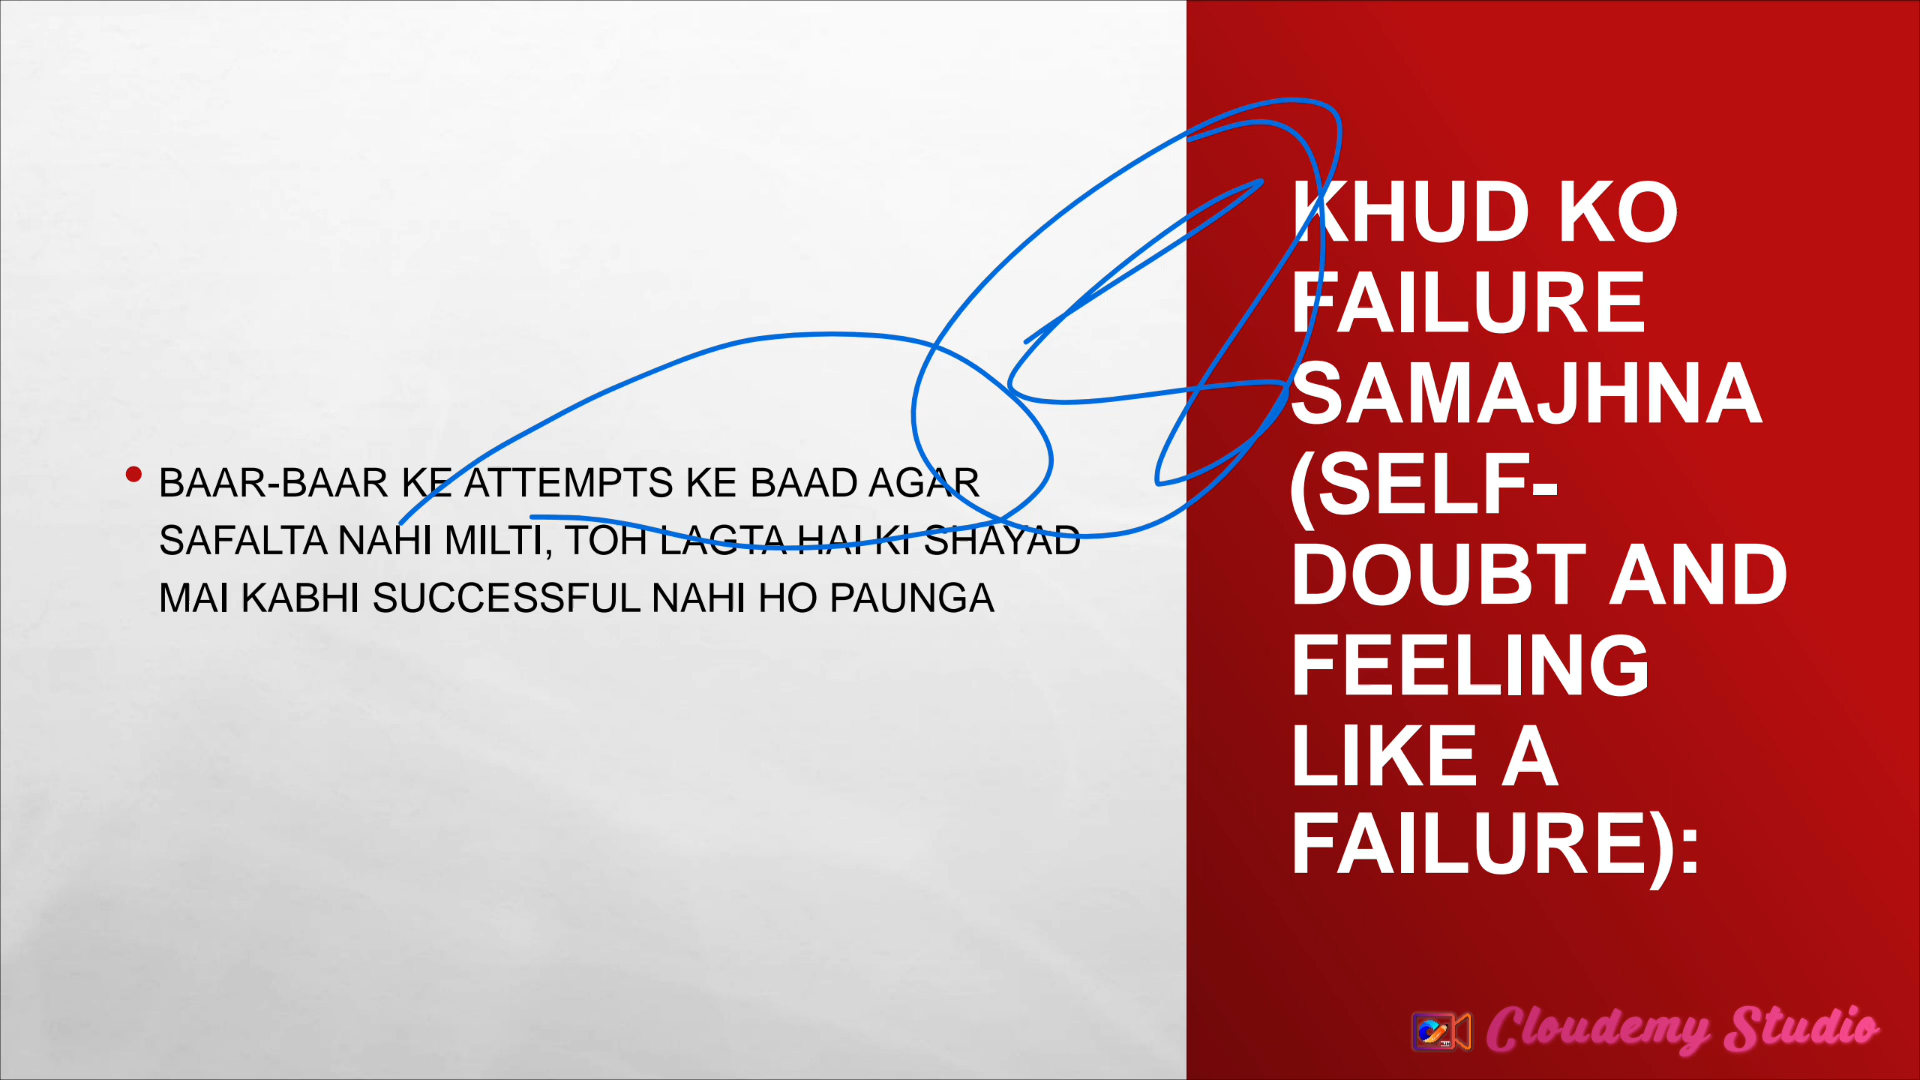 • BAAR-BAAR KE ATTEMPTS KE BAAD AGAR
SAFALTA NAHI MILTI, TOH LAGTA HAI KI SHAYAD
MAI KABHI SUCCESSFUL NAHI HO PAUNGA
KHUD KO
FAILURE
SAMAJHNA
(SELF-
DOUBT AND
FEELING
LIKE A
FAILURE):
Cloudemy Studio